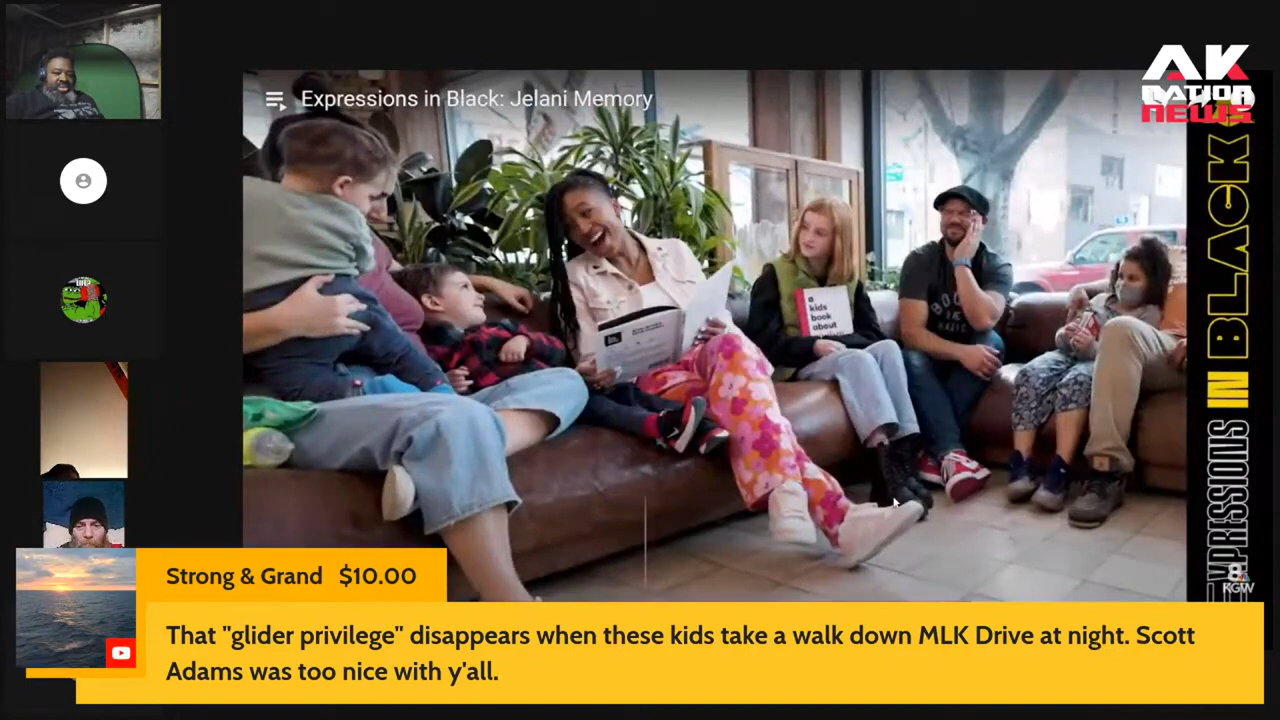 Expressions in Black: Jelani Memory
AK
NATION
NEWS
EXPRESSIONS IN BLACK
8
KGW
a
kids
book
about
Strong & Grand $10.00
That "glider privilege" disappears when these kids take a walk down MLK Drive at night. Scott
Adams was too nice with y'all.